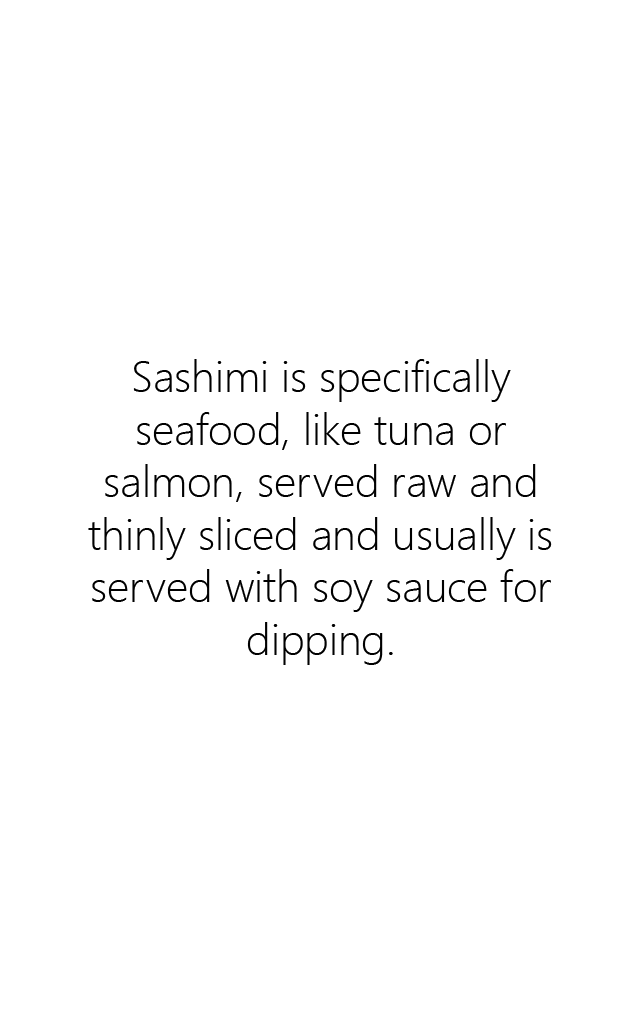 Sashimi is specifically
seafood, like tuna or
salmon, served raw and
thinly sliced and usually is
served with soy sauce for
dipping.